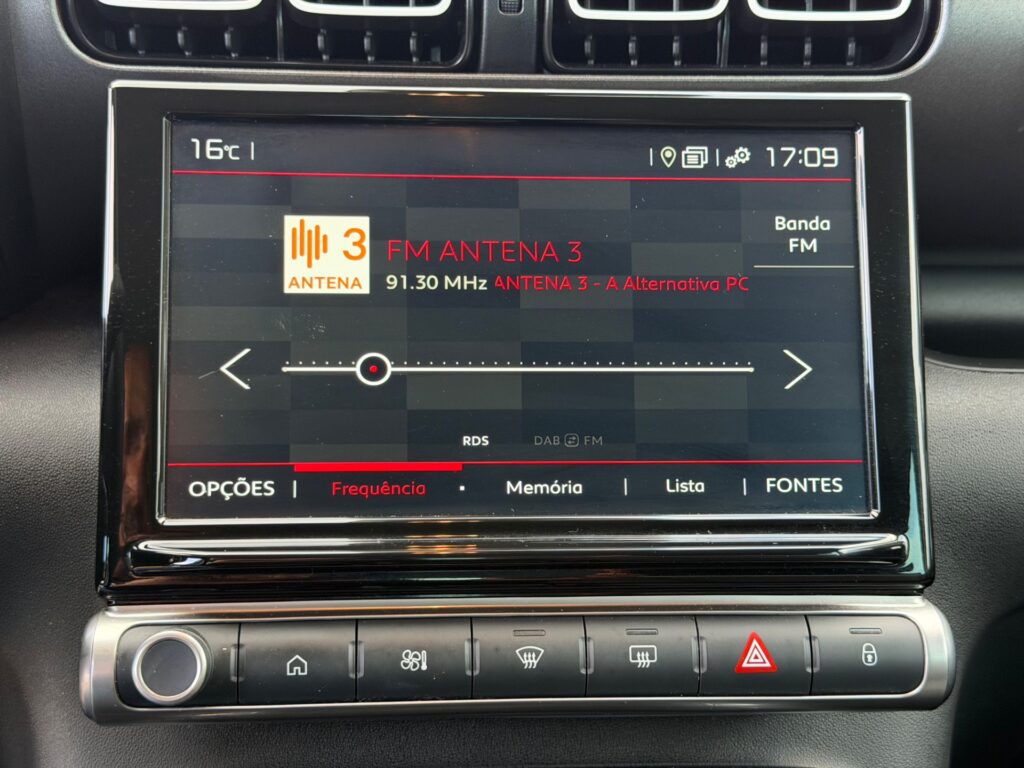 16°C
17:09
3
ANTENA
FM ANTENA 3
91.30 MHz ANTENA 3 - A Alternativa PC
Banda
FM
RDS
DAB FM
OPÇÕES
Frequência
Memória
Lista
FONTES